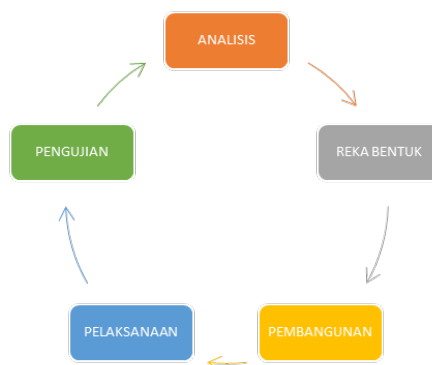 ANALISIS
REKA BENTUK
PEMBANGUNAN
PELAKSANAAN
PENGUJIAN